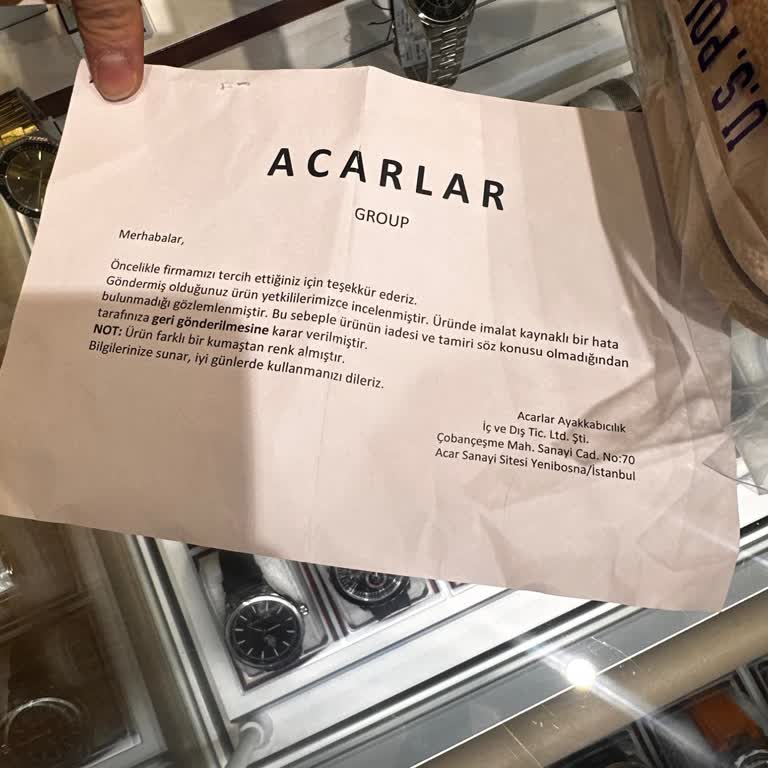 ACARLAR
GROUP
Merhabalar,
Öncelikle firmamızı tercih ettiğiniz için teşekkür ederiz.
Göndermiş olduğunuz ürün yetkililerimizce incelenmiştir. Üründe imalat kaynaklı bir hata
bulunmadığı gözlemlenmiştir. Bu sebeple ürünün iadesi ve tamiri söz konusu olmadığından
tarafınıza geri gönderilmesine karar verilmiştir.
NOT: Ürün farklı bir kumaştan renk almıştır.
Bilgilerinize sunar, iyi günlerde kullanmanızı dileriz.
Acarlar Ayakkabıcılık
İç ve Dış Tic. Ltd. Şti.
Çobançeşme Mah. Sanayi Cad. No:70
Acar Sanayi Sitesi Yenibosna/İstanbul
U.S. POL